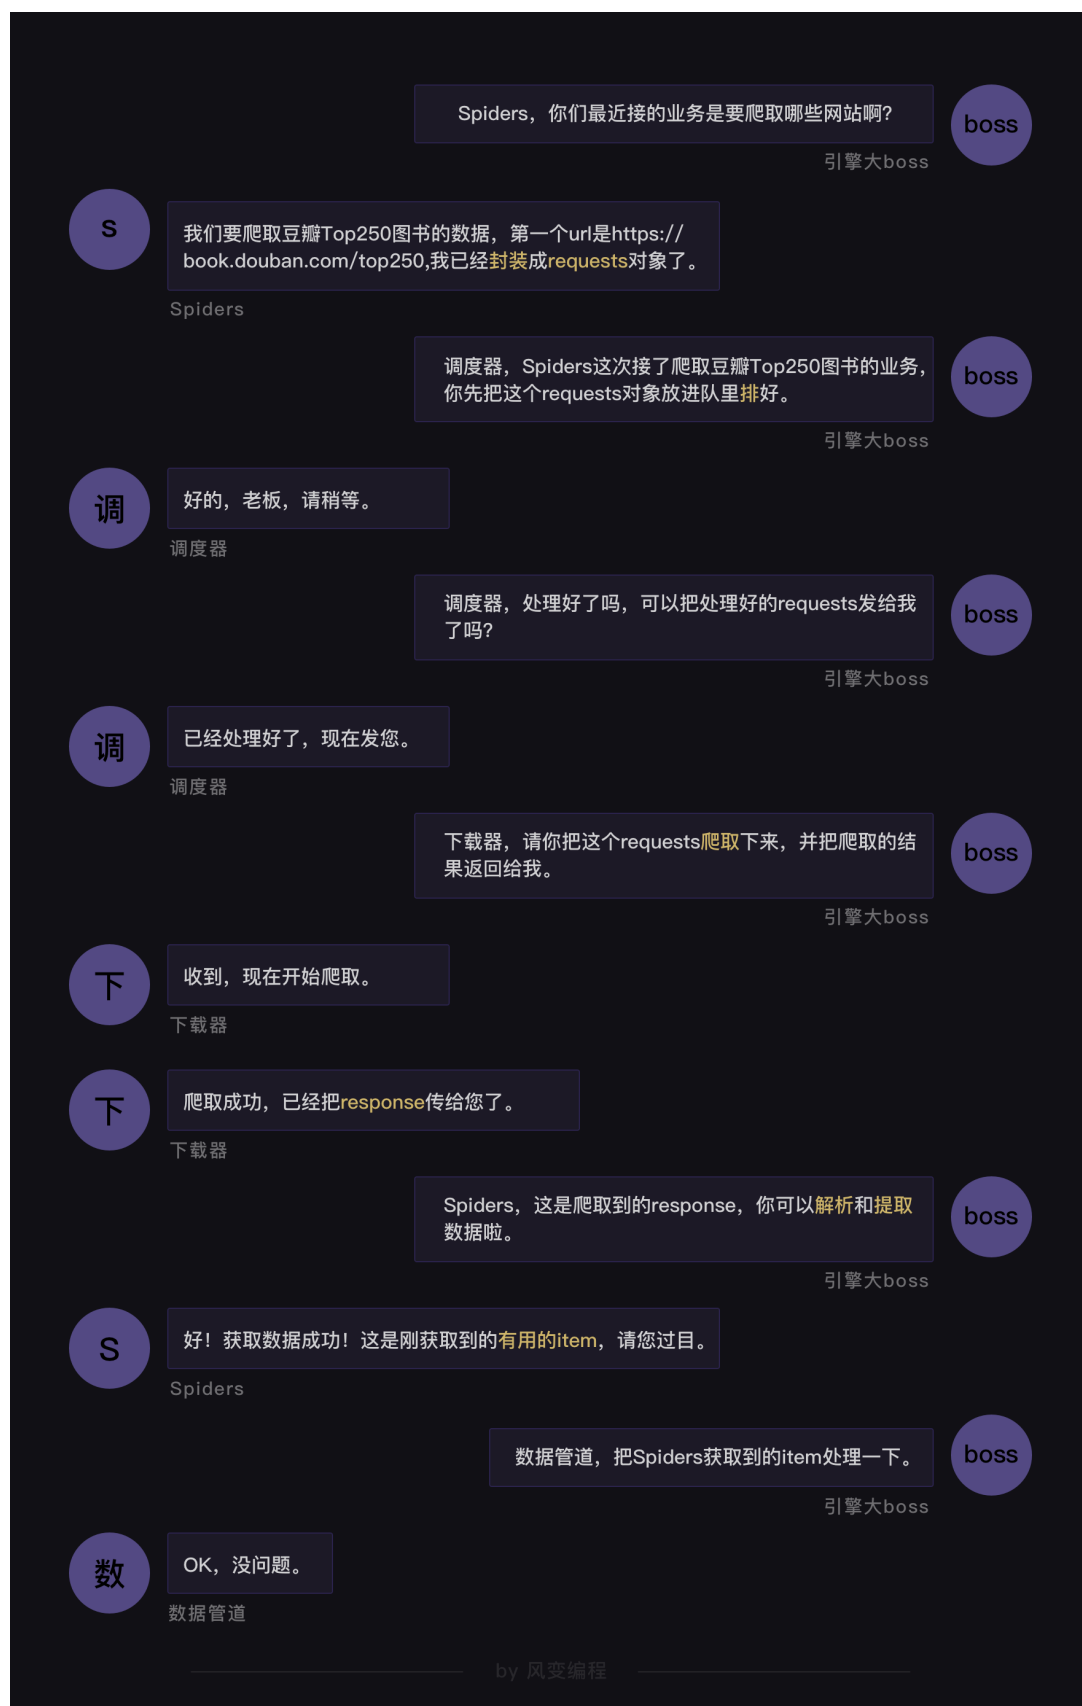 Spiders，你们最近接的业务是要爬取哪些网站啊？
boss
引擎大boss
s
我们要爬取豆瓣Top250图书的数据，第一个url是https://
book.douban.com/top250,我已经封装成requests对象了。
Spiders
调度器，Spiders这次接了爬取豆瓣Top250图书的业务，
你先把这个requests对象放进队里排好。
boss
引擎大boss
调
好的，老板，请稍等。
调度器
调度器，处理好了吗，可以把处理好的requests发给我
了吗？
boss
引擎大boss
调
已经处理好了，现在发您。
调度器
下载器，请你把这个requests爬取下来，并把爬取的结
果返回给我。
boss
引擎大boss
下
收到，现在开始爬取。
下载器
下
爬取成功，已经把response传给您了。
下载器
Spiders，这是爬取到的response，你可以解析和提取
数据啦。
boss
引擎大boss
S
好！获取数据成功！这是刚获取到的有用的item，请您过目。
Spiders
数据管道，把Spiders获取到的item处理一下。
boss
引擎大boss
数
OK，没问题。
数据管道
by 风变编程